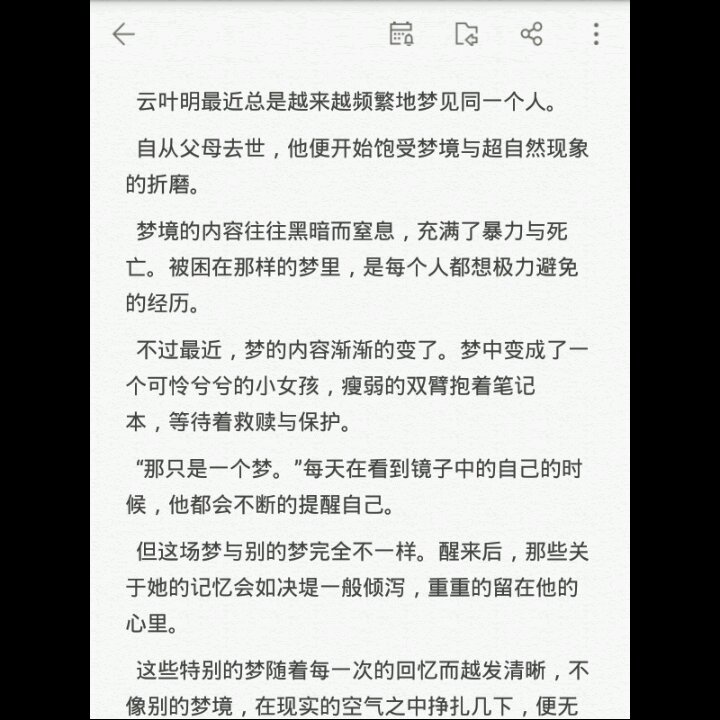 云叶明最近总是越来越频繁地梦见同一个人。
自从父母去世，他便开始饱受梦境与超自然现象
的折磨。
梦境的内容往往黑暗而窒息，充满了暴力与死
亡。被困在那样的梦里，是每个人都想极力避免
的经历。
不过最近，梦的内容渐渐的变了。梦中变成了一
个可怜兮兮的小女孩，瘦弱的双臂抱着笔记
本，等待着救赎与保护。
“那只是一个梦。”每天在看到镜子中的自己的时
候，他都会不断的提醒自己。
但这场梦与别的梦完全不一样。醒来后，那些关
于她的记忆会如决堤一般倾泻，重重的留在他的
心里。
这些特别的梦随着每一次的回忆而越发清晰，不
像别的梦境，在现实的空气之中挣扎几下，便无